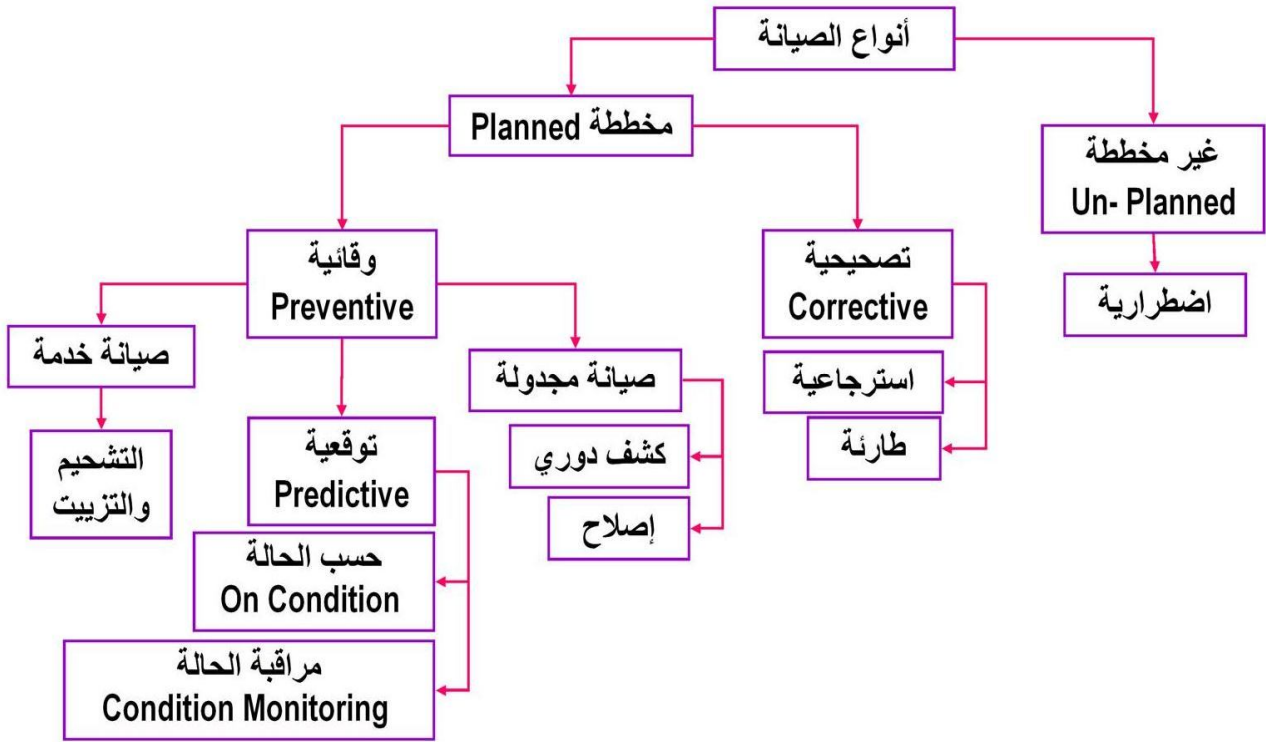 أنواع الصيانة
مخططة Planned
غير مخططة
Un- Planned
وقائية
Preventive
تصحيحية
Corrective
اضطرارية
صيانة خدمة
صيانة مجدولة
استرجاعية
طارئة
التشحيم
والتزييت
توقعية
Predictive
كشف دوري
إصلاح
حسب الحالة
On Condition
مراقبة الحالة
Condition Monitoring